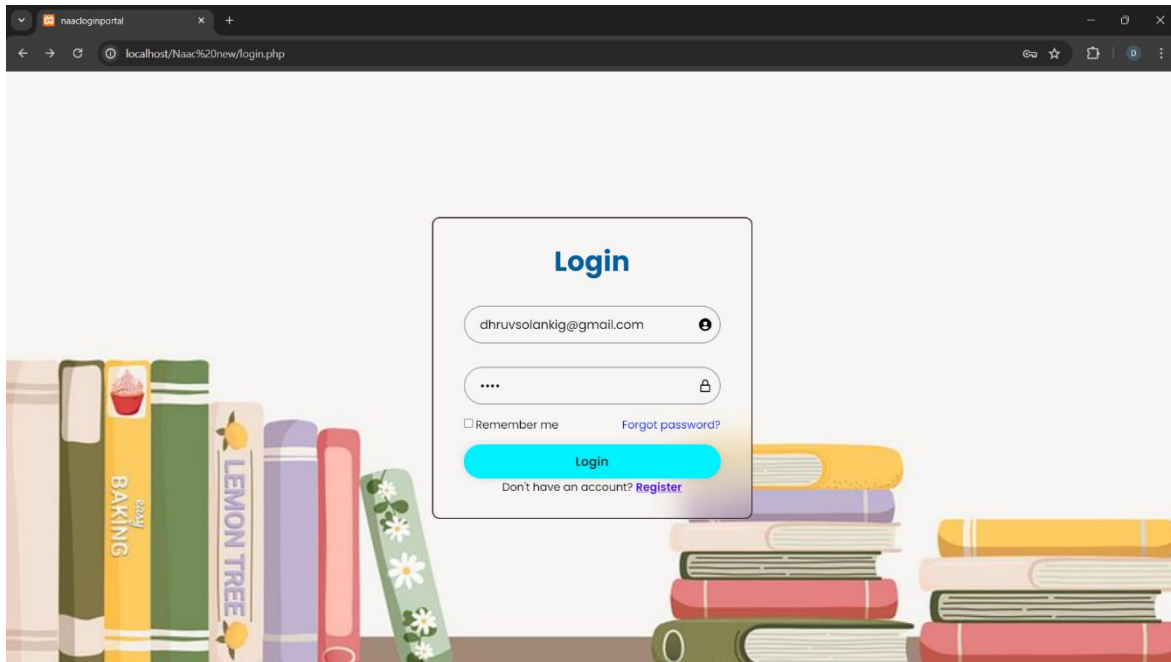 naacloginportal
localhost/Naac%20new/login.php
D
Login
dhruvsolankig@gmail.com
••••
Remember me Forgot password?
Login
Don't have an account? Register
easy
BAKING
LEMON TREE